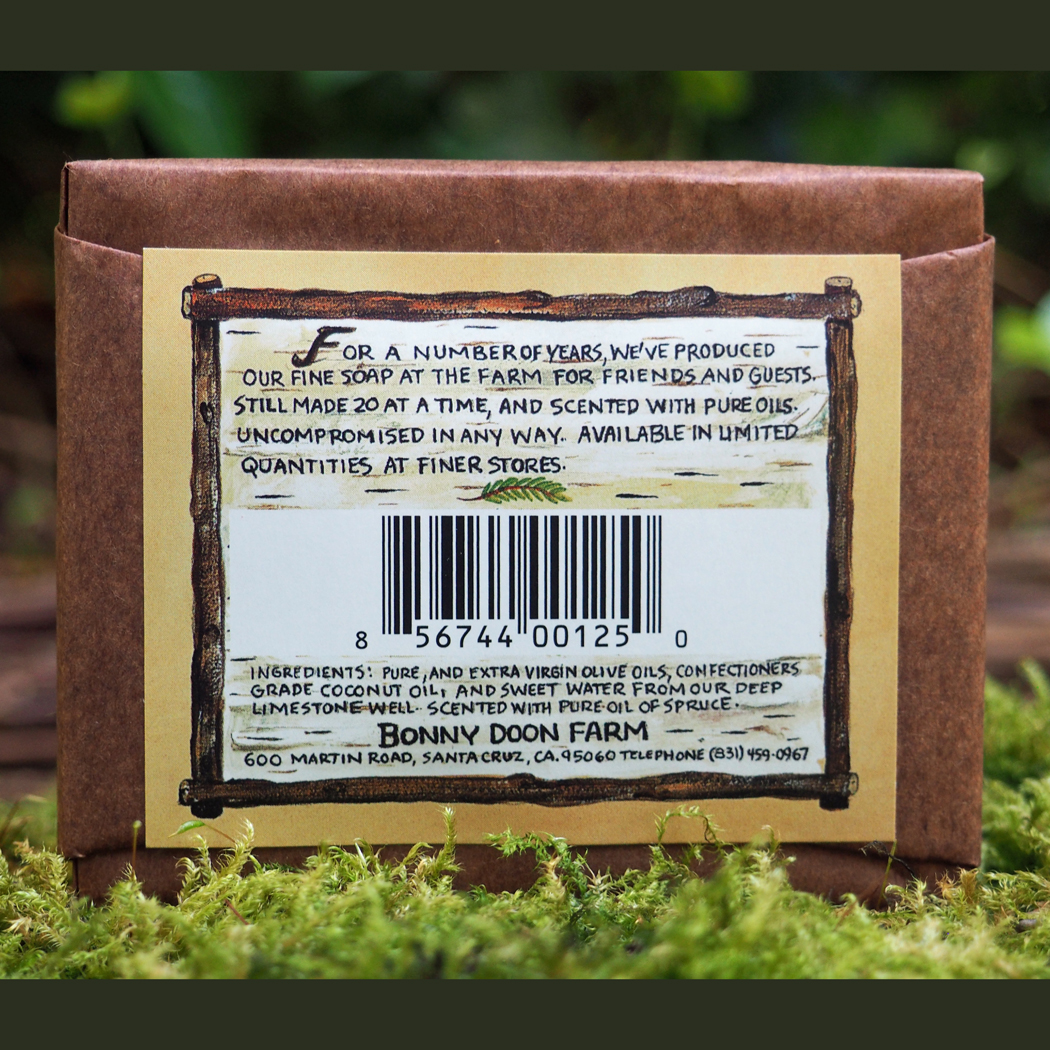 FOR A NUMBER OF YEARS, WE'VE PRODUCED
OUR FINE SOAP AT THE FARM FOR FRIENDS AND GUESTS.
STILL MADE 20 AT A TIME, AND SCENTED WITH PURE OILS.
UNCOMPROMISED IN ANY WAY. AVAILABLE IN LIMITED
QUANTITIES AT FINER STORES.
8 56744 00125 0
INGREDIENTS: PURE, AND EXTRA VIRGIN OLIVE OILS, CONFECTIONERS
GRADE COCONUT OIL, AND SWEET WATER FROM OUR DEEP
LIMESTONE WELL. SCENTED WITH PURE OIL OF SPRUCE.
BONNY DOON FARM
600 MARTIN ROAD, SANTA CRUZ, CA. 95060 TELEPHONE (831) 459-0967